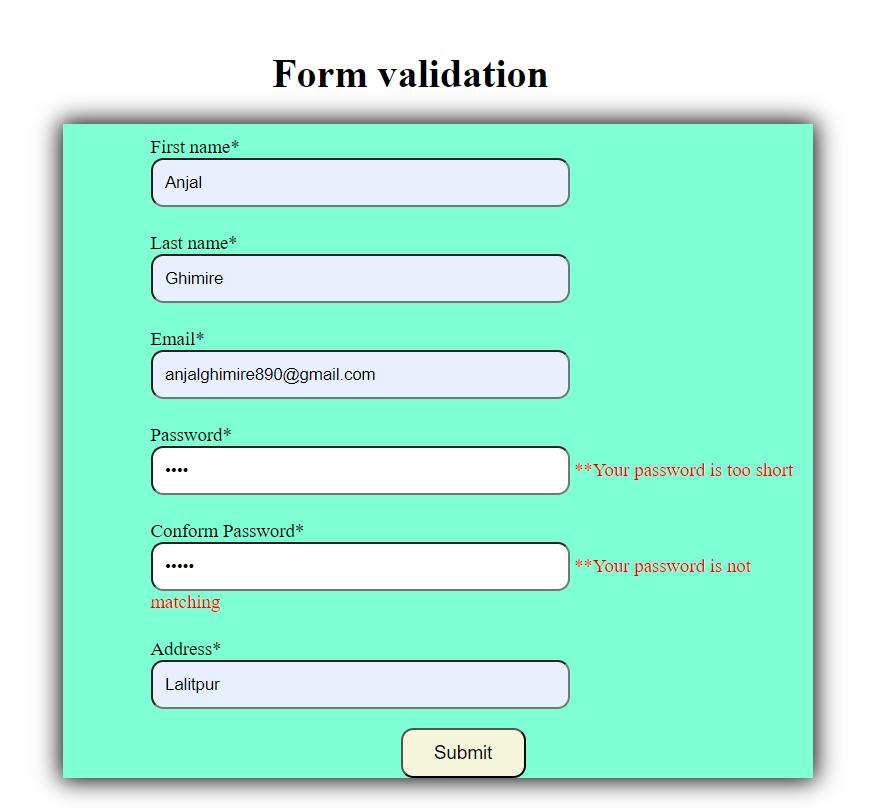 Form validation
First name*
Anjal
Last name*
Ghimire
Email*
anjalghimire890@gmail.com
Password*
•••• **Your password is too short
Conform Password*
••••• **Your password is not
matching
Address*
Lalitpur
Submit